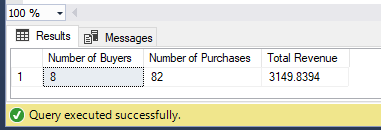 100 %
Results Messages
Number of Buyers Number of Purchases Total Revenue
1 8 82 3149.8394
Query executed successfully.